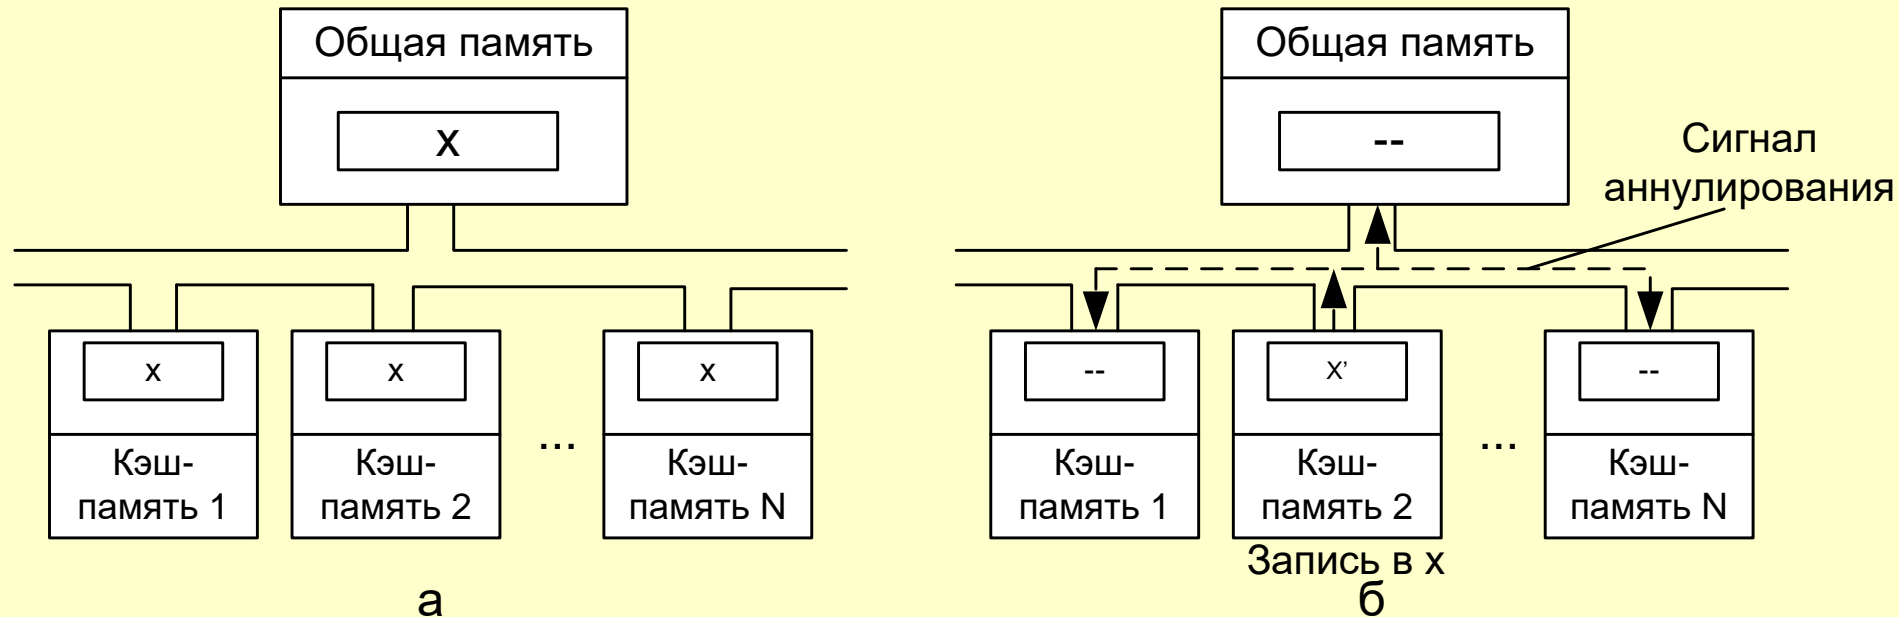 Общая память
x
x
x
x
Кэш-
память 1
Кэш-
память 2
...
Кэш-
память N
а
Общая память
--
Сигнал
аннулирования
--
X’
--
Кэш-
память 1
Кэш-
память 2
...
Кэш-
память N
Запись в x
б